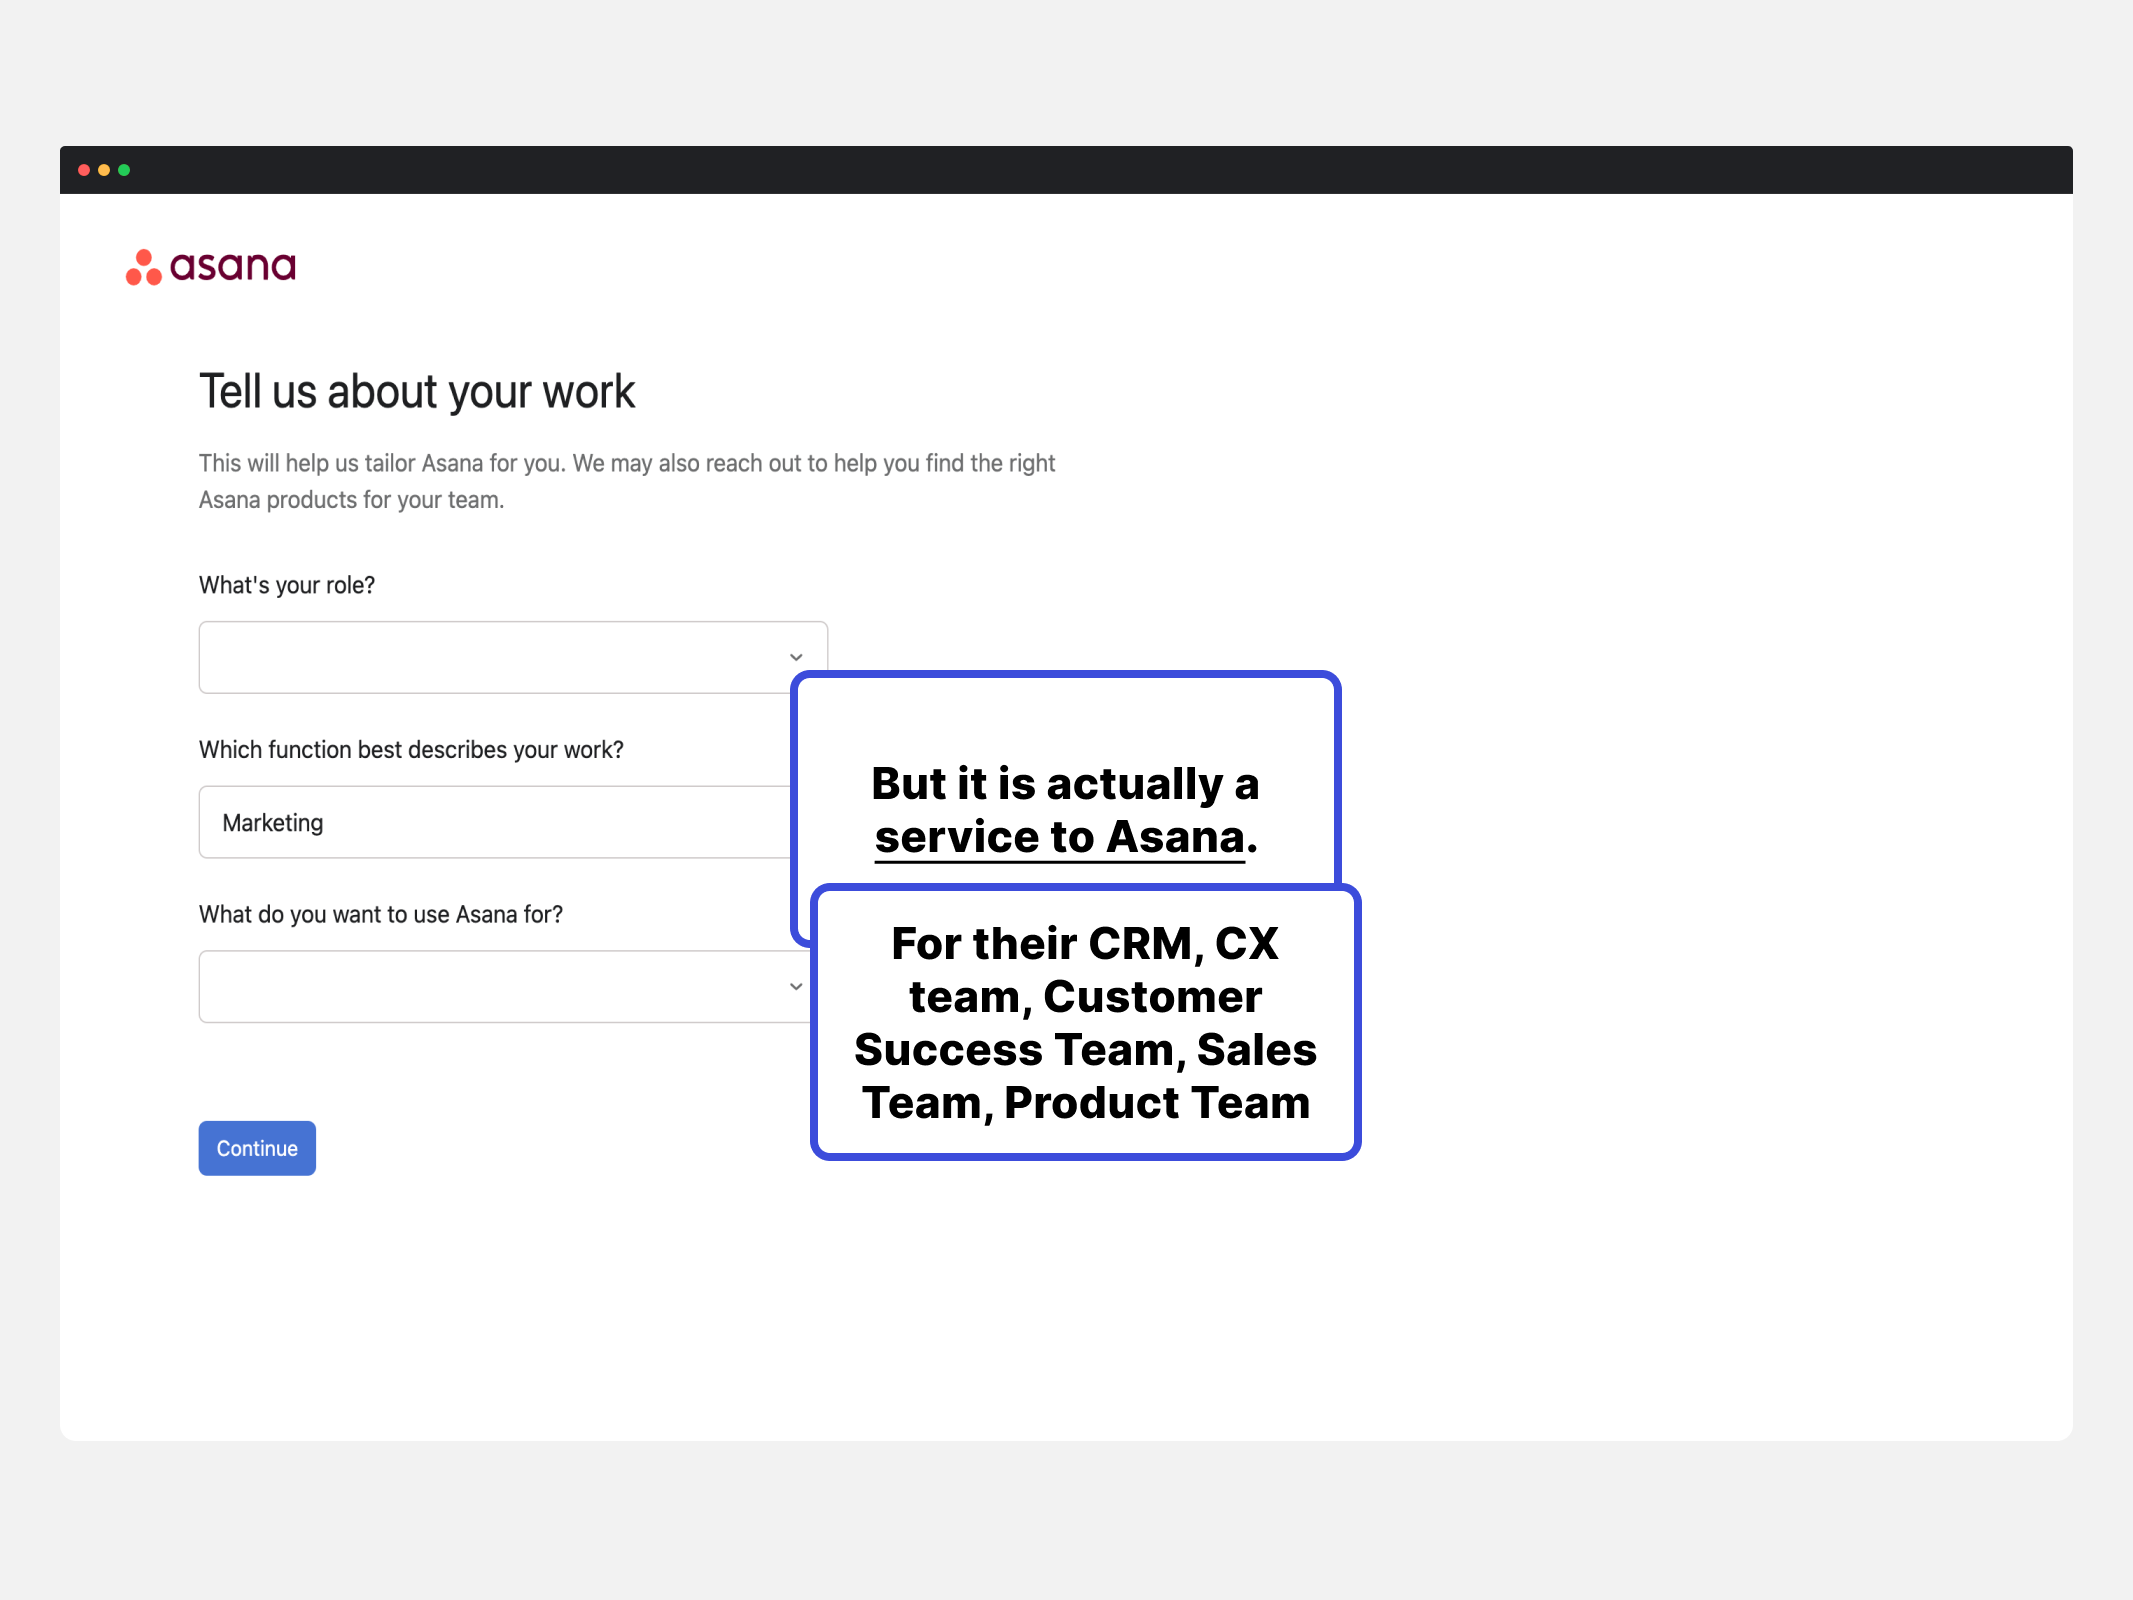 asana
Tell us about your work
This will help us tailor Asana for you. We may also reach out to help you find the right
Asana products for your team.
What's your role?
Which function best describes your work?
Marketing
What do you want to use Asana for?
Continue
But it is actually a
service to Asana.
For their CRM, CX
team, Customer
Success Team, Sales
Team, Product Team